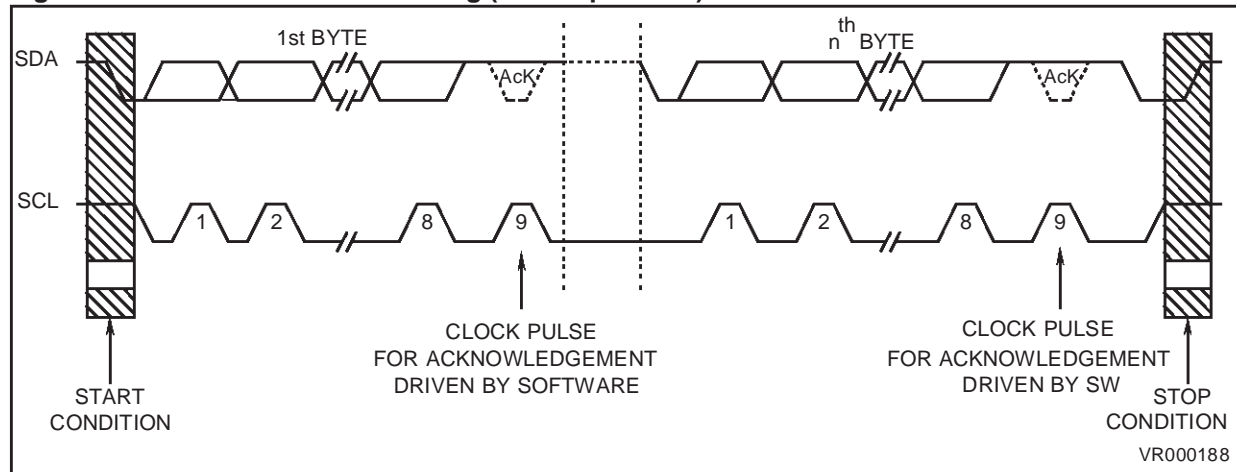 1st BYTE
nth BYTE
SDA
AcK
AcK
SCL
1
2
8
9
1
2
8
9
CLOCK PULSE
FOR ACKNOWLEDGEMENT
DRIVEN BY SOFTWARE
CLOCK PULSE
FOR ACKNOWLEDGEMENT
DRIVEN BY SW
START
CONDITION
STOP
CONDITION
VR000188